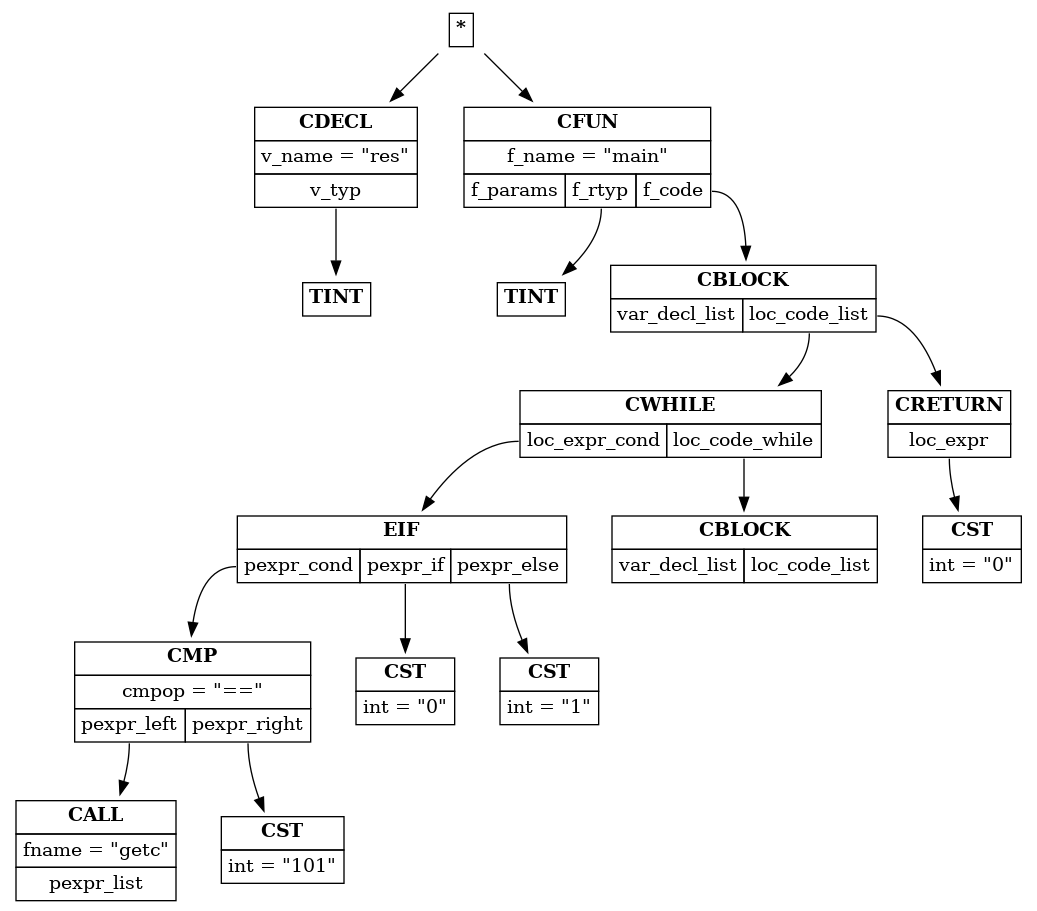 *
CDECL
v_name = "res"
v_typ
CFUN
f_name = "main"
f_params f_rtyp f_code
TINT
TINT
CBLOCK
var_decl_list loc_code_list
CWHILE
loc_expr_cond loc_code_while
CRETURN
loc_expr
EIF
pexpr_cond pexpr_if pexpr_else
CBLOCK
var_decl_list loc_code_list
CST
int = "0"
CMP
cmpop = "=="
pexpr_left pexpr_right
CST
int = "0"
CST
int = "1"
CALL
fname = "getc"
pexpr_list
CST
int = "101"